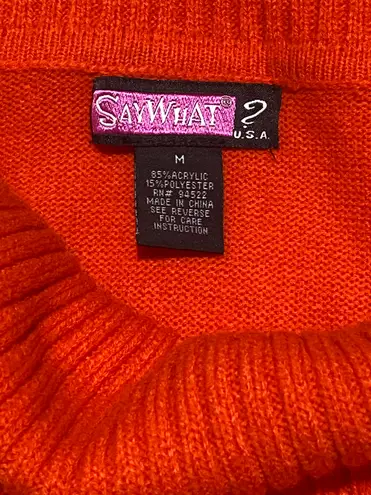 SAYWHAT® ?
U.S.A.
M
85% ACRYLIC
15% POLYESTER
RN# 94522
MADE IN CHINA
SEE REVERSE
FOR CARE
INSTRUCTION